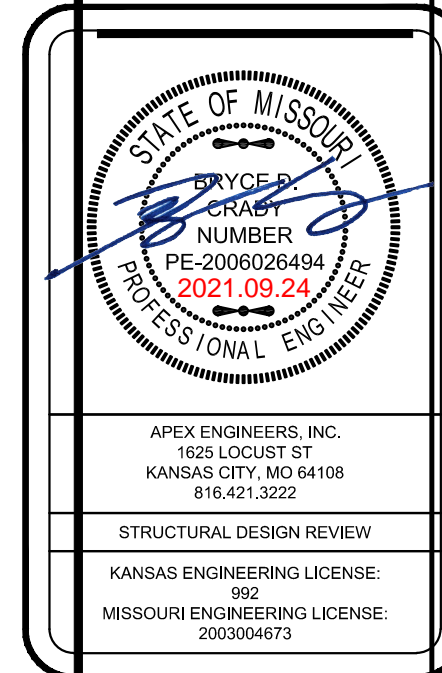 STATE OF MISSOURI
BRYCE D.
CRADY
NUMBER
PE-2006026494
2021.09.24
PROFESSIONAL ENGINEER
APEX ENGINEERS, INC.
1625 LOCUST ST
KANSAS CITY, MO 64108
816.421.3222
STRUCTURAL DESIGN REVIEW
KANSAS ENGINEERING LICENSE:
992
MISSOURI ENGINEERING LICENSE:
2003004673